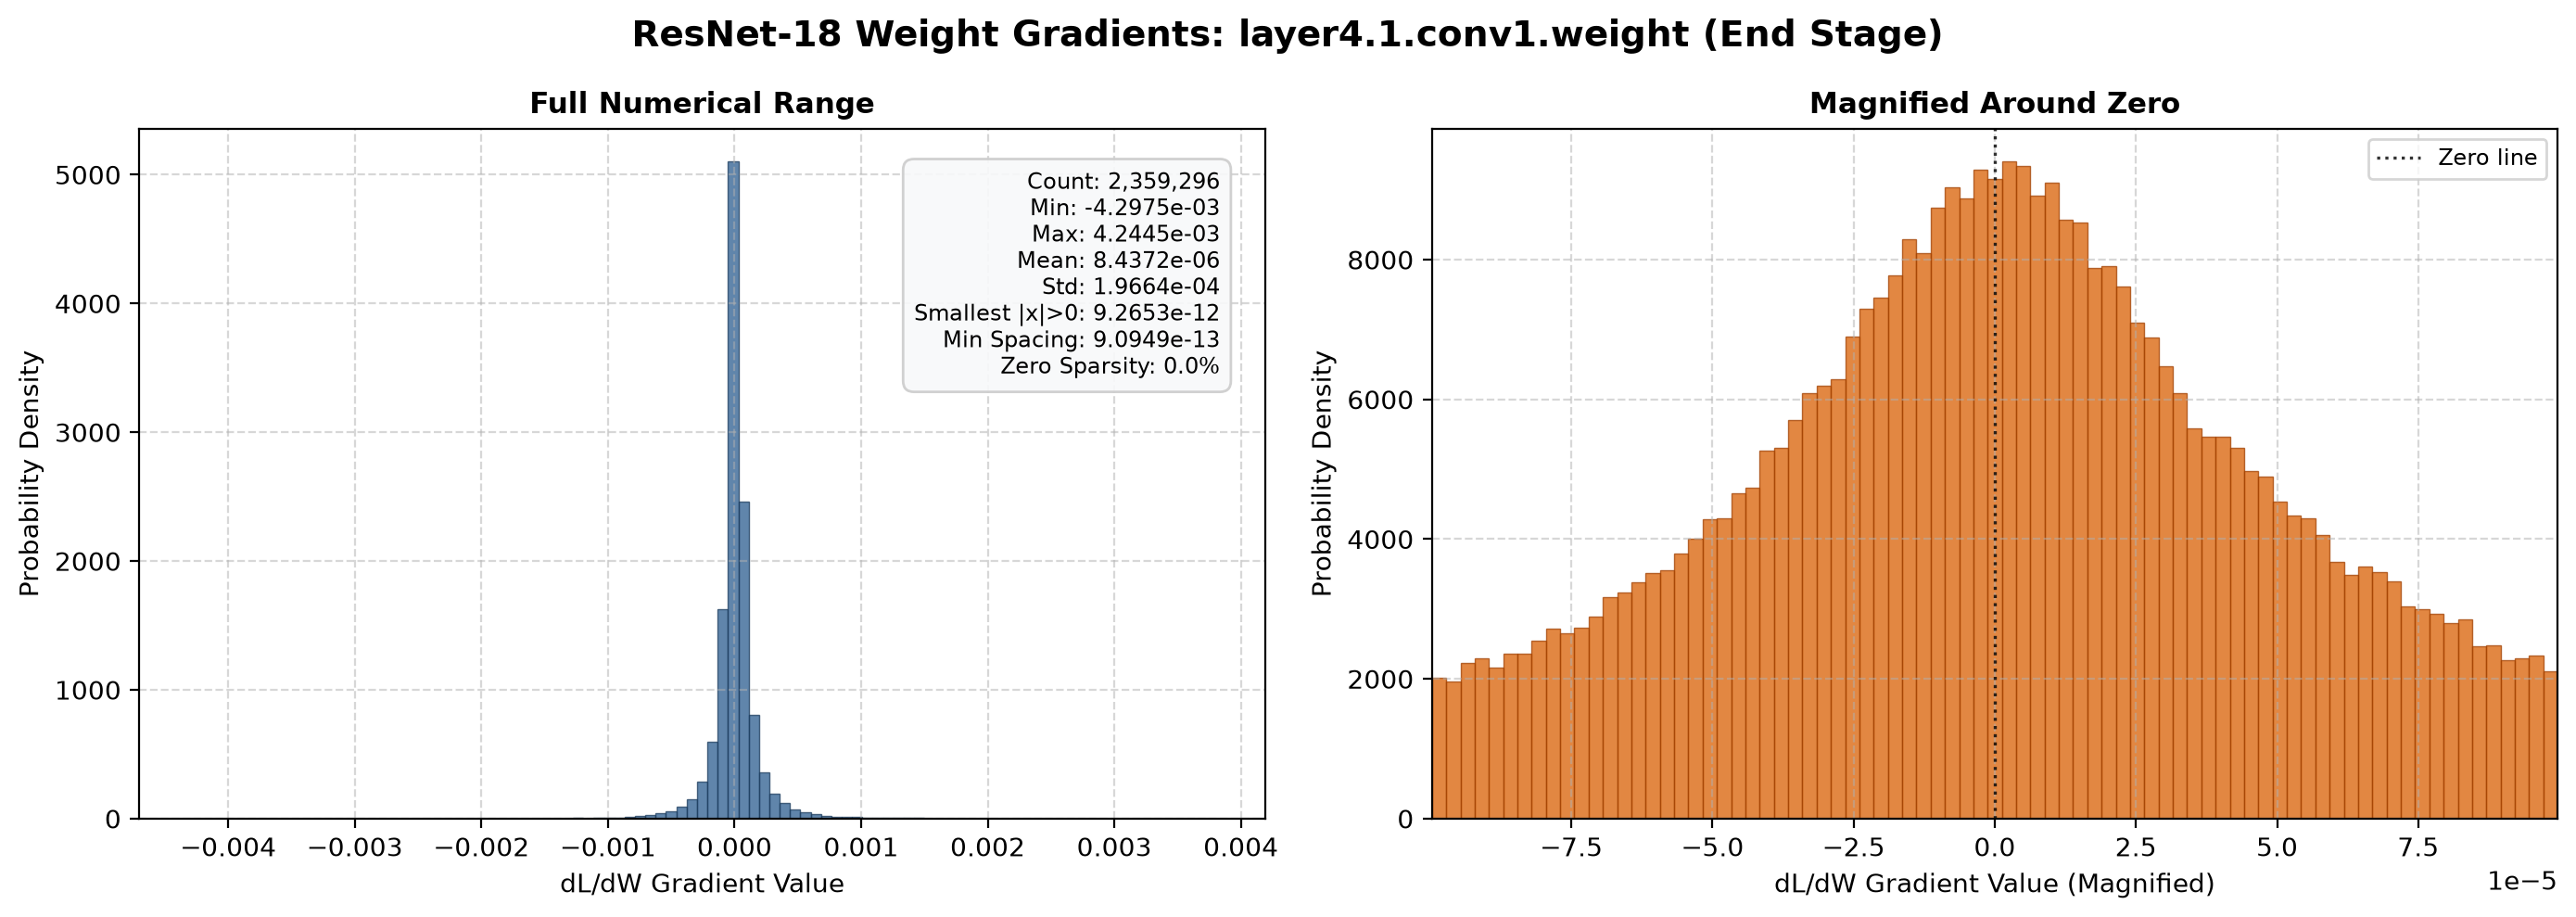 ResNet-18 Weight Gradients: layer4.1.conv1.weight (End Stage)
Full Numerical Range
Probability Density
5000
4000
3000
2000
1000
0
Count: 2,359,296
Min: -4.2975e-03
Max: 4.2445e-03
Mean: 8.4372e-06
Std: 1.9664e-04
Smallest |x|>0: 9.2653e-12
Min Spacing: 9.0949e-13
Zero Sparsity: 0.0%
−0.004 −0.003 −0.002 −0.001 0.000 0.001 0.002 0.003 0.004
dL/dW Gradient Value
Magnified Around Zero
Probability Density
8000
6000
4000
2000
0
Zero line
−7.5 −5.0 −2.5 0.0 2.5 5.0 7.5
1e−5
dL/dW Gradient Value (Magnified)